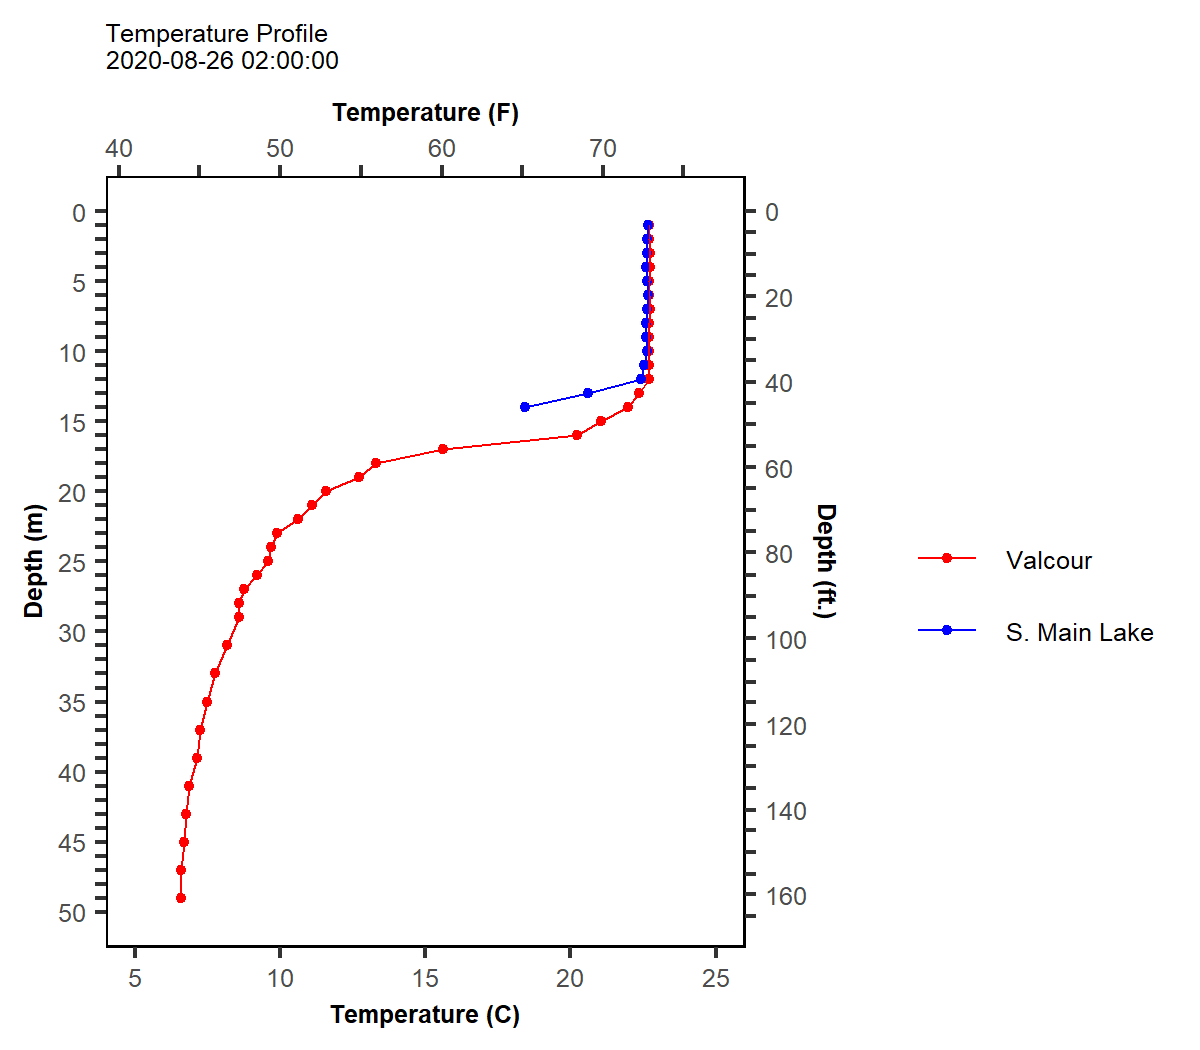 Temperature Profile
2020-08-26 02:00:00
Temperature (F)
40 50 60 70
0 0
5
20
10
40
15
60
20
Depth (m)
Depth (ft.)
25
80
Valcour
30
100
S. Main Lake
35
120
40
140
45
160
50
5 10 15 20 25
Temperature (C)